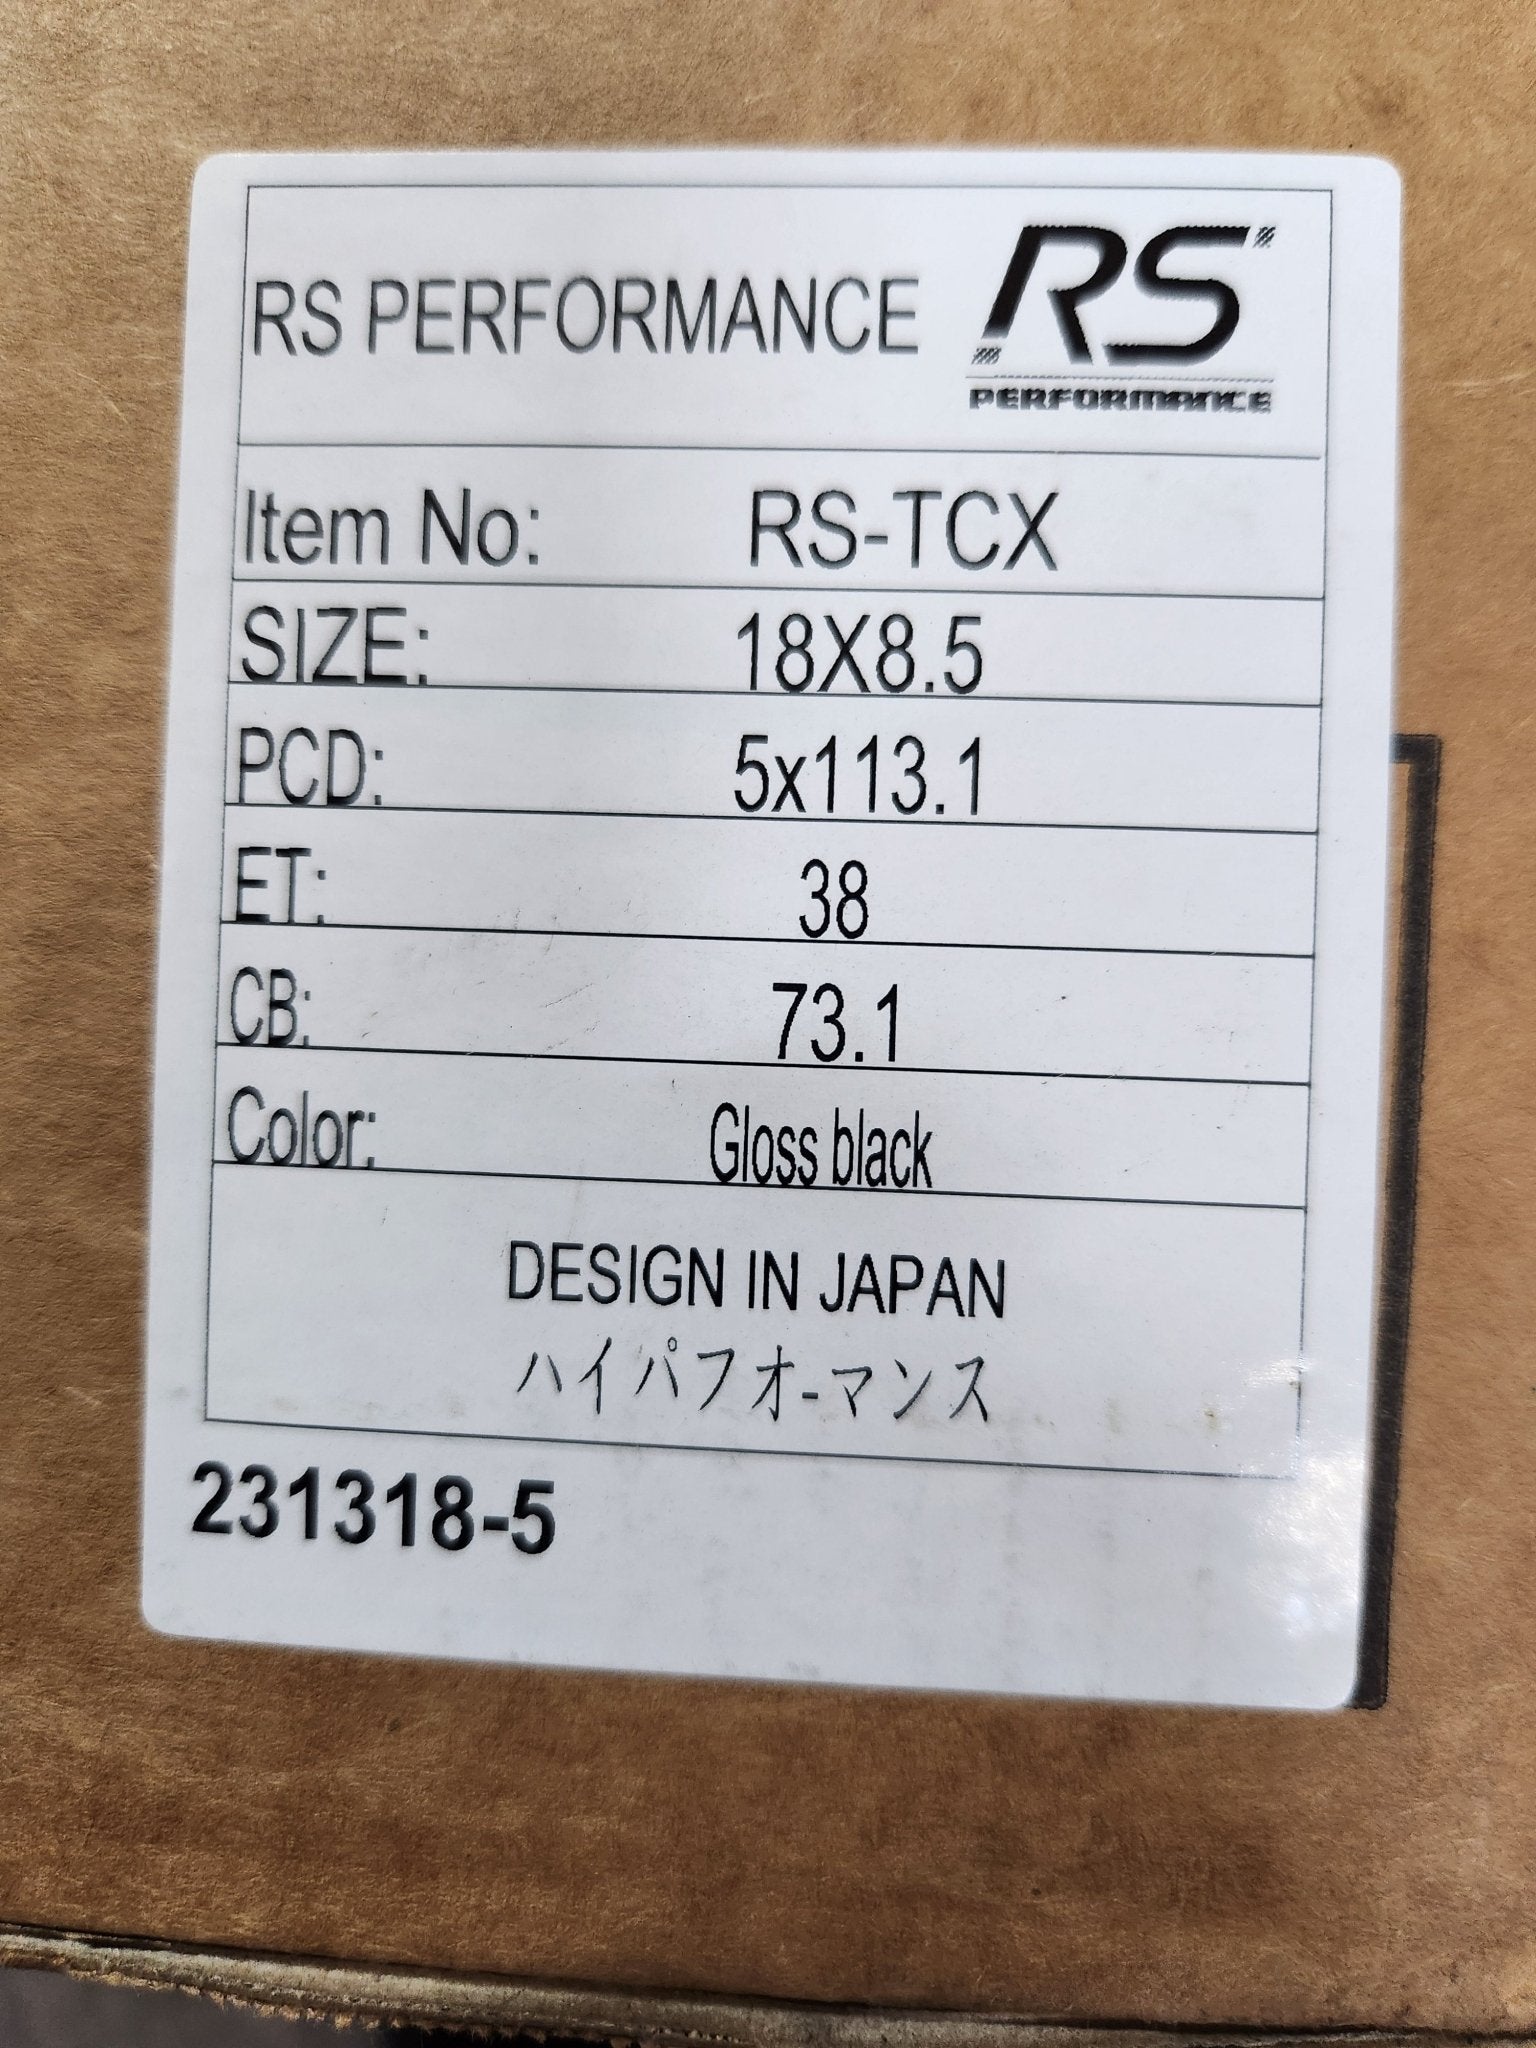 RS PERFORMANCE
RS
PERFORMANCE
Item No: RS-TCX
SIZE: 18X8.5
PCD: 5x113.1
ET: 38
CB: 73.1
Color: Gloss black
DESIGN IN JAPAN
ハイパフオ-マンス
231318-5